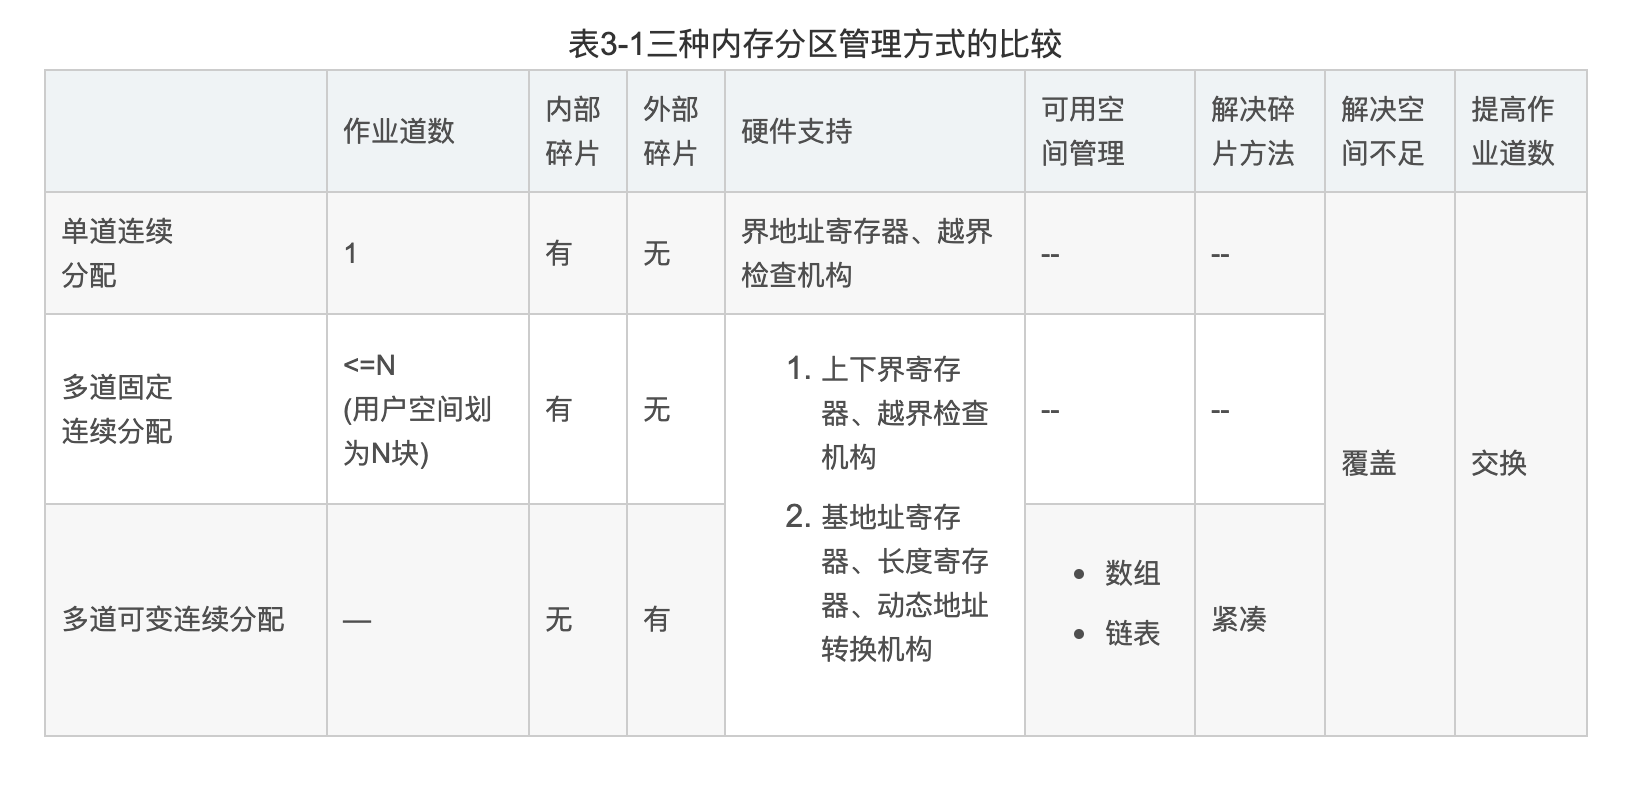 表3-1三种内存分区管理方式的比较
作业道数
内部
碎片
外部
碎片
硬件支持
可用空
间管理
解决碎
片方法
解决空
间不足
提高作
业道数
单道连续
分配
1
有
无
界地址寄存器、越界
检查机构
--
--
覆盖
交换
多道固定
连续分配
<=N
(用户空间划
为N块)
有
无
1. 上下界寄存
器、越界检查
机构
2. 基地址寄存
器、长度寄存
器、动态地址
转换机构
--
--
多道可变连续分配
—
无
有
• 数组
• 链表
紧凑